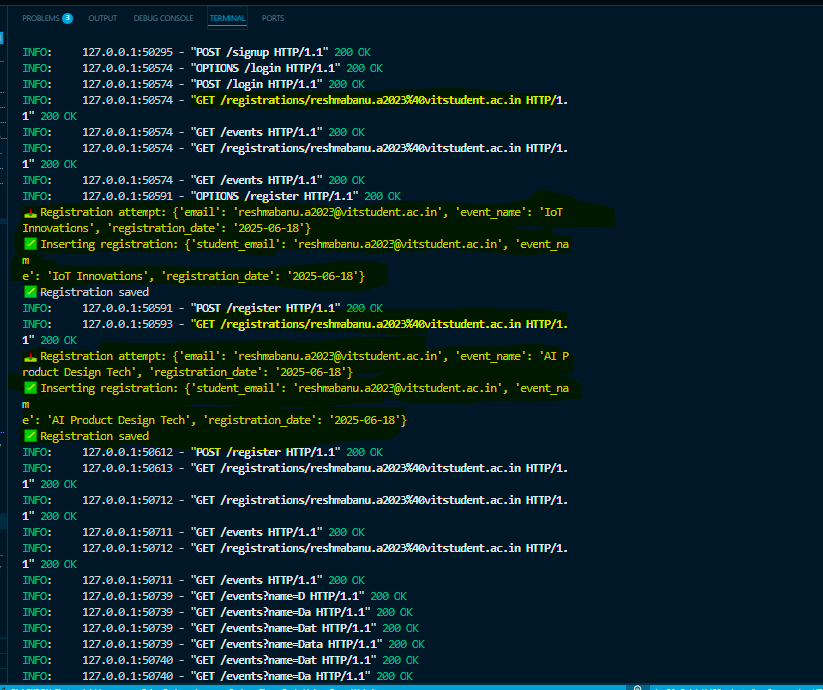 PROBLEMS 3 OUTPUT DEBUG CONSOLE TERMINAL PORTS
INFO: 127.0.0.1:50295 - "POST /signup HTTP/1.1" 200 OK
INFO: 127.0.0.1:50574 - "OPTIONS /login HTTP/1.1" 200 OK
INFO: 127.0.0.1:50574 - "POST /login HTTP/1.1" 200 OK
INFO: 127.0.0.1:50574 - "GET /registrations/reshmabanu.a2023%40vitstudent.ac.in HTTP/1.
1" 200 OK
INFO: 127.0.0.1:50574 - "GET /events HTTP/1.1" 200 OK
INFO: 127.0.0.1:50574 - "GET /registrations/reshmabanu.a2023%40vitstudent.ac.in HTTP/1.
1" 200 OK
INFO: 127.0.0.1:50574 - "GET /events HTTP/1.1" 200 OK
INFO: 127.0.0.1:50591 - "OPTIONS /register HTTP/1.1" 200 OK
📥 Registration attempt: {'email': 'reshmabanu.a2023@vitstudent.ac.in', 'event_name': 'IoT
Innovations', 'registration_date': '2025-06-18'}
✅ Inserting registration: {'student_email': 'reshmabanu.a2023@vitstudent.ac.in', 'event_na
m
e': 'IoT Innovations', 'registration_date': '2025-06-18'}
✅ Registration saved
INFO: 127.0.0.1:50591 - "POST /register HTTP/1.1" 200 OK
INFO: 127.0.0.1:50593 - "GET /registrations/reshmabanu.a2023%40vitstudent.ac.in HTTP/1.
1" 200 OK
📥 Registration attempt: {'email': 'reshmabanu.a2023@vitstudent.ac.in', 'event_name': 'AI P
roduct Design Tech', 'registration_date': '2025-06-18'}
✅ Inserting registration: {'student_email': 'reshmabanu.a2023@vitstudent.ac.in', 'event_na
m
e': 'AI Product Design Tech', 'registration_date': '2025-06-18'}
✅ Registration saved
INFO: 127.0.0.1:50612 - "POST /register HTTP/1.1" 200 OK
INFO: 127.0.0.1:50613 - "GET /registrations/reshmabanu.a2023%40vitstudent.ac.in HTTP/1.
1" 200 OK
INFO: 127.0.0.1:50712 - "GET /registrations/reshmabanu.a2023%40vitstudent.ac.in HTTP/1.
1" 200 OK
INFO: 127.0.0.1:50711 - "GET /events HTTP/1.1" 200 OK
INFO: 127.0.0.1:50712 - "GET /registrations/reshmabanu.a2023%40vitstudent.ac.in HTTP/1.
1" 200 OK
INFO: 127.0.0.1:50711 - "GET /events HTTP/1.1" 200 OK
INFO: 127.0.0.1:50739 - "GET /events?name=D HTTP/1.1" 200 OK
INFO: 127.0.0.1:50739 - "GET /events?name=Da HTTP/1.1" 200 OK
INFO: 127.0.0.1:50739 - "GET /events?name=Dat HTTP/1.1" 200 OK
INFO: 127.0.0.1:50739 - "GET /events?name=Data HTTP/1.1" 200 OK
INFO: 127.0.0.1:50740 - "GET /events?name=Dat HTTP/1.1" 200 OK
INFO: 127.0.0.1:50740 - "GET /events?name=Da HTTP/1.1" 200 OK